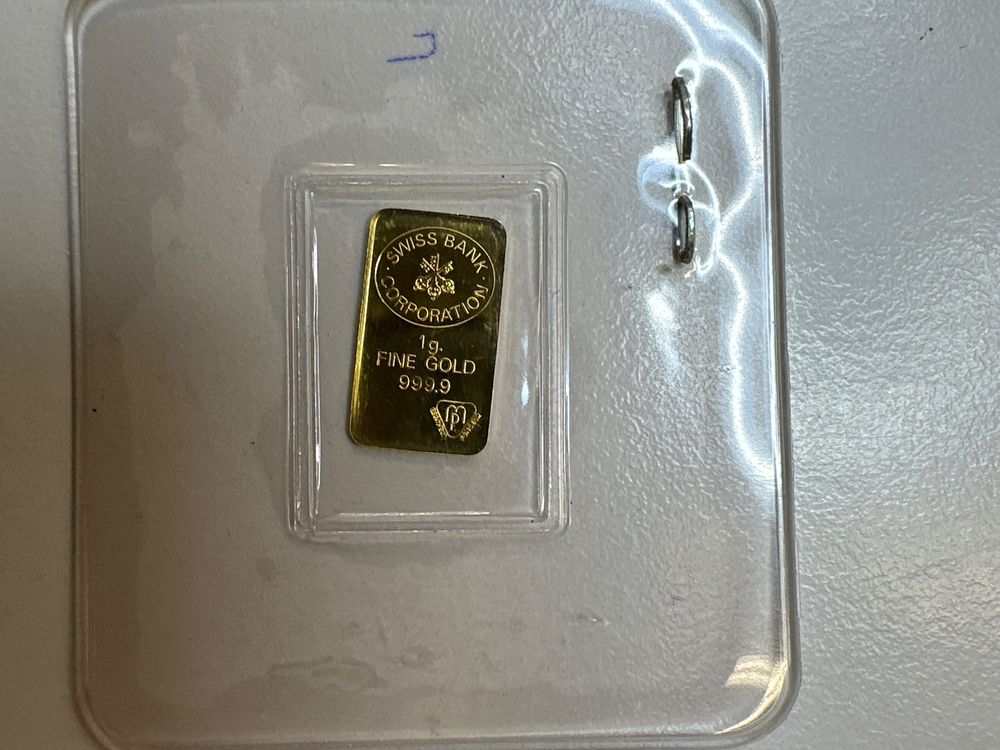 · SWISS BANK ·
CORPORATION
1g.
FINE GOLD
999.9